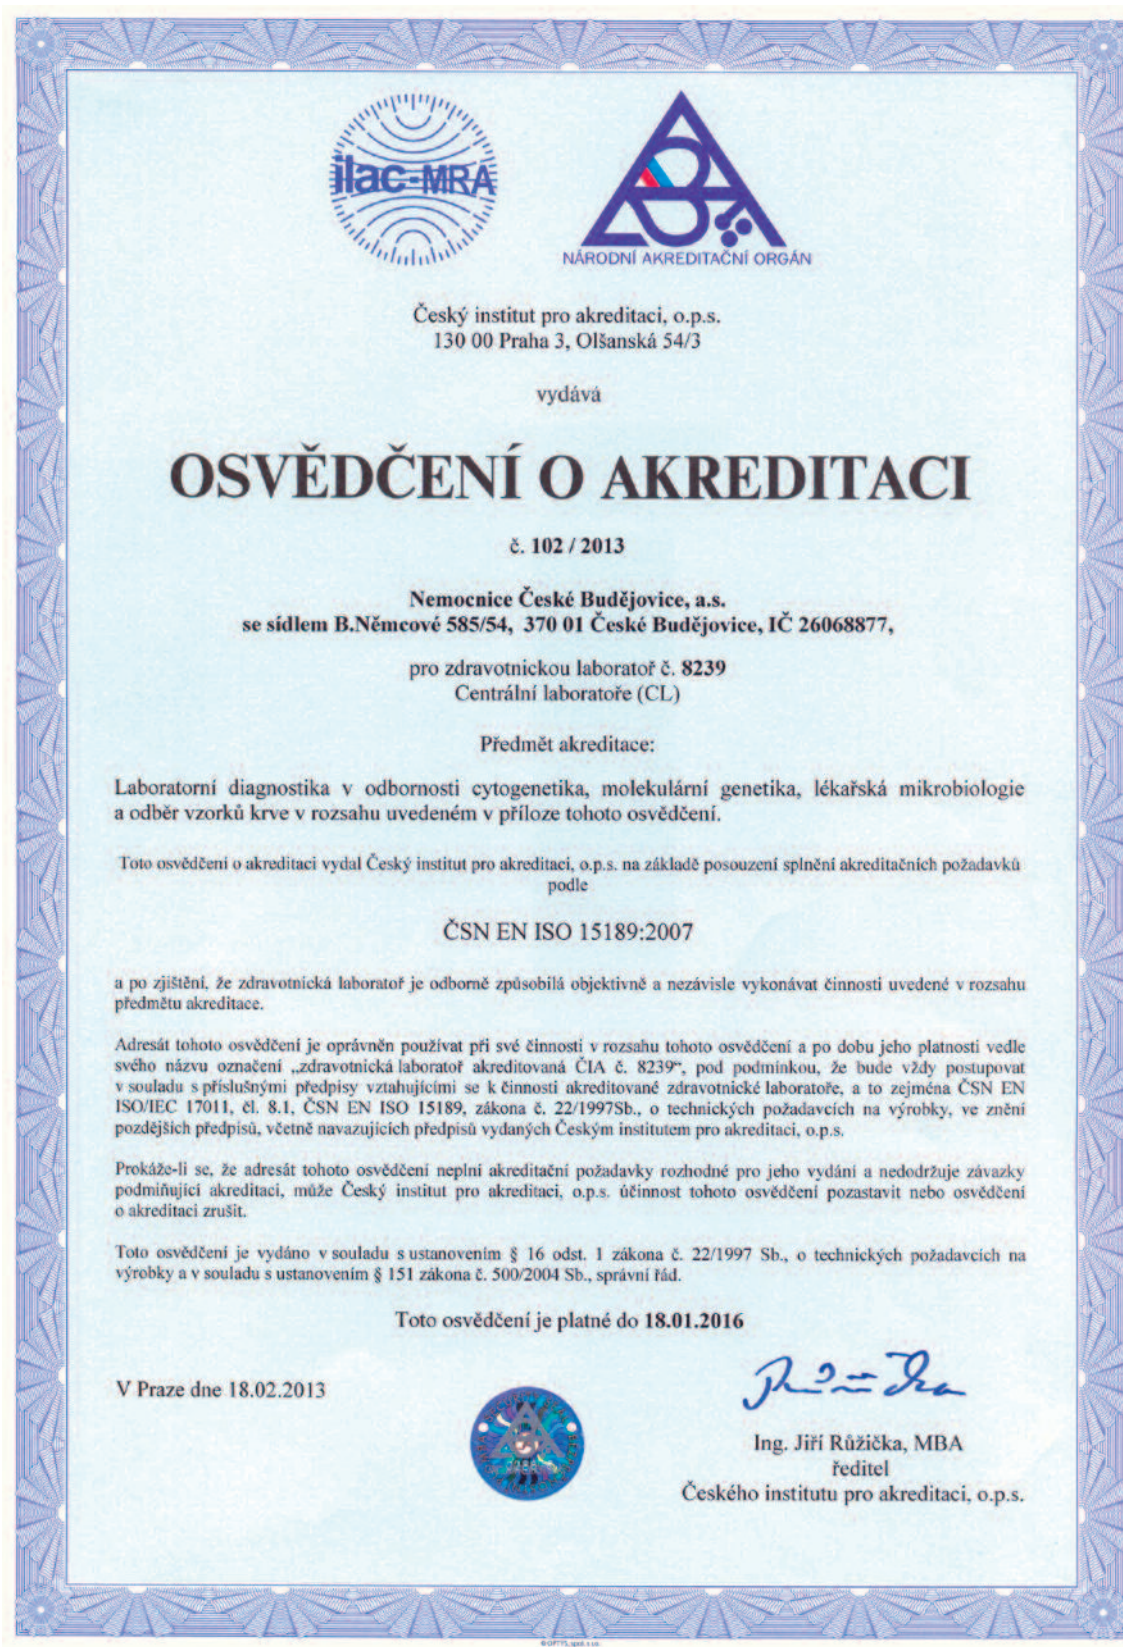 ilac-MRA
NÁRODNÍ AKREDITAČNÍ ORGÁN
Český institut pro akreditaci, o.p.s.
130 00 Praha 3, Olšanská 54/3
vydává
OSVĚDČENÍ O AKREDITACI
č. 102 / 2013
Nemocnice České Budějovice, a.s.
se sídlem B.Němcové 585/54, 370 01 České Budějovice, IČ 26068877,
pro zdravotnickou laboratoř č. 8239
Centrální laboratoře (CL)
Předmět akreditace:
Laboratorní diagnostika v odbornosti cytogenetika, molekulární genetika, lékařská mikrobiologie
a odběr vzorků krve v rozsahu uvedeném v příloze tohoto osvědčení.
Toto osvědčení o akreditaci vydal Český institut pro akreditaci, o.p.s. na základě posouzení splnění akreditačních požadavků
podle
ČSN EN ISO 15189:2007
a po zjištění, že zdravotnická laboratoř je odborně způsobilá objektivně a nezávisle vykonávat činnosti uvedené v rozsahu
předmětu akreditace.
Adresát tohoto osvědčení je oprávněn používat při své činnosti v rozsahu tohoto osvědčení a po dobu jeho platnosti vedle
svého názvu označení „zdravotnická laboratoř akreditovaná ČIA č. 8239“, pod podmínkou, že bude vždy postupovat
v souladu s příslušnými předpisy vztahujícími se k činnosti akreditované zdravotnické laboratoře, a to zejména ČSN EN
ISO/IEC 17011, čl. 8.1, ČSN EN ISO 15189, zákona č. 22/1997Sb., o technických požadavcích na výrobky, ve znění
pozdějších předpisů, včetně navazujících předpisů vydaných Českým institutem pro akreditaci, o.p.s.
Prokáže-li se, že adresát tohoto osvědčení neplní akreditační požadavky rozhodné pro jeho vydání a nedodržuje závazky
podmiňující akreditaci, může Český institut pro akreditaci, o.p.s. účinnost tohoto osvědčení pozastavit nebo osvědčení
o akreditaci zrušit.
Toto osvědčení je vydáno v souladu s ustanovením § 16 odst. 1 zákona č. 22/1997 Sb., o technických požadavcích na
výrobky a v souladu s ustanovením § 151 zákona č. 500/2004 Sb., správní řád.
Toto osvědčení je platné do 18.01.2016
V Praze dne 18.02.2013
Ing. Jiří Růžička, MBA
ředitel
Českého institutu pro akreditaci, o.p.s.